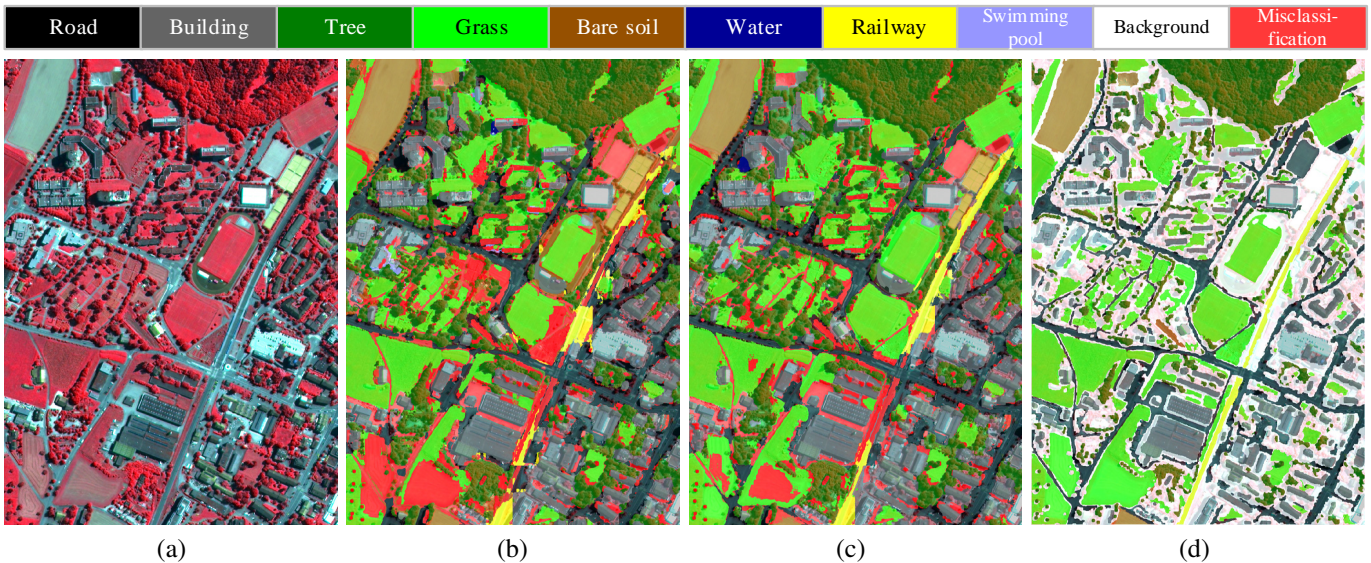 Road Building Tree Grass Bare soil Water Railway Swimming pool Background Misclassi-
fication
(a) (b) (c) (d)